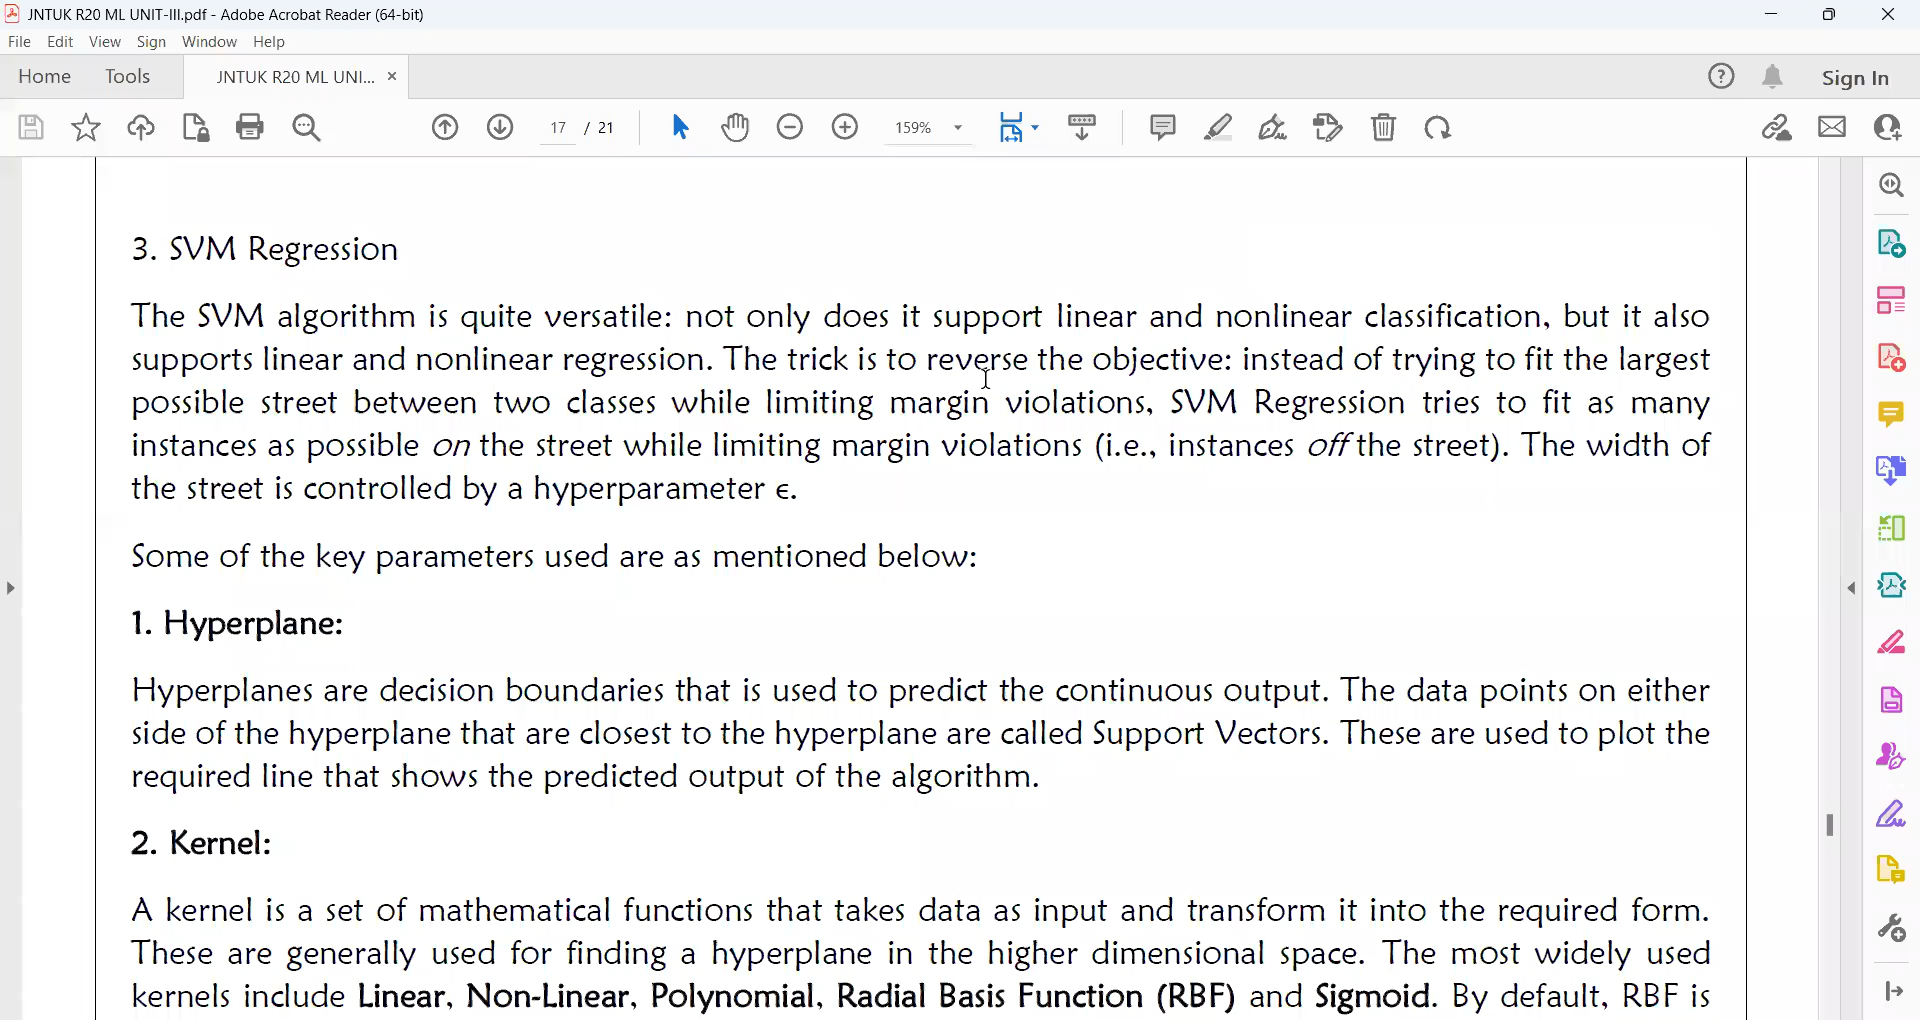 JNTUK R20 ML UNIT-III.pdf - Adobe Acrobat Reader (64-bit)
File Edit View Sign Window Help
Home Tools JNTUK R20 ML UNI... × Sign In
17 / 21 159%
3. SVM Regression
The SVM algorithm is quite versatile: not only does it support linear and nonlinear classification, but it also
supports linear and nonlinear regression. The trick is to reverse the objective: instead of trying to fit the largest
possible street between two classes while limiting margin violations, SVM Regression tries to fit as many
instances as possible on the street while limiting margin violations (i.e., instances off the street). The width of
the street is controlled by a hyperparameter ϵ.
Some of the key parameters used are as mentioned below:
1. Hyperplane:
Hyperplanes are decision boundaries that is used to predict the continuous output. The data points on either
side of the hyperplane that are closest to the hyperplane are called Support Vectors. These are used to plot the
required line that shows the predicted output of the algorithm.
2. Kernel:
A kernel is a set of mathematical functions that takes data as input and transform it into the required form.
These are generally used for finding a hyperplane in the higher dimensional space. The most widely used
kernels include Linear, Non-Linear, Polynomial, Radial Basis Function (RBF) and Sigmoid. By default, RBF is